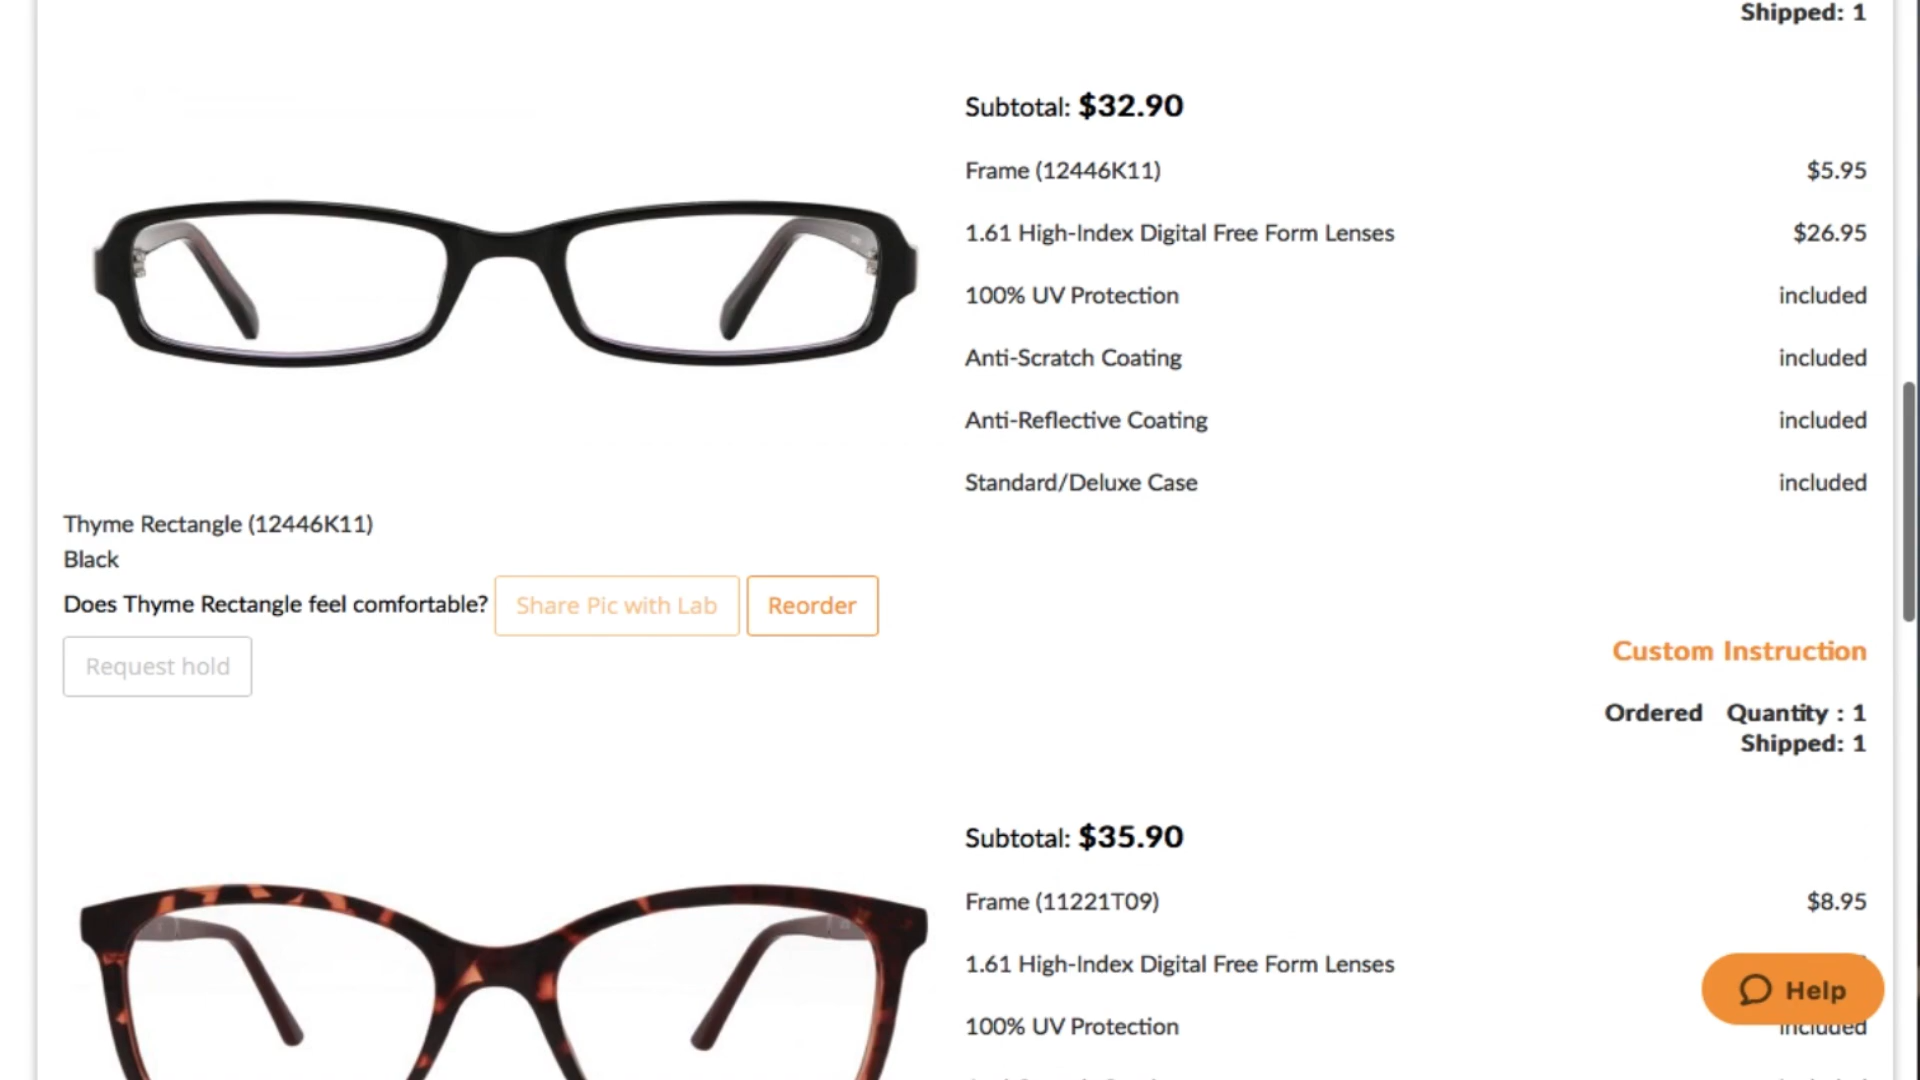 Shipped: 1
Subtotal: $32.90
Frame (12446K11) $5.95
1.61 High-Index Digital Free Form Lenses $26.95
100% UV Protection included
Anti-Scratch Coating included
Anti-Reflective Coating included
Standard/Deluxe Case included
Thyme Rectangle (12446K11)
Black
Does Thyme Rectangle feel comfortable? Share Pic with Lab Reorder
Request hold
Custom Instruction
Ordered Quantity : 1
Shipped: 1
Subtotal: $35.90
Frame (11221T09) $8.95
1.61 High-Index Digital Free Form Lenses
Help
100% UV Protection included